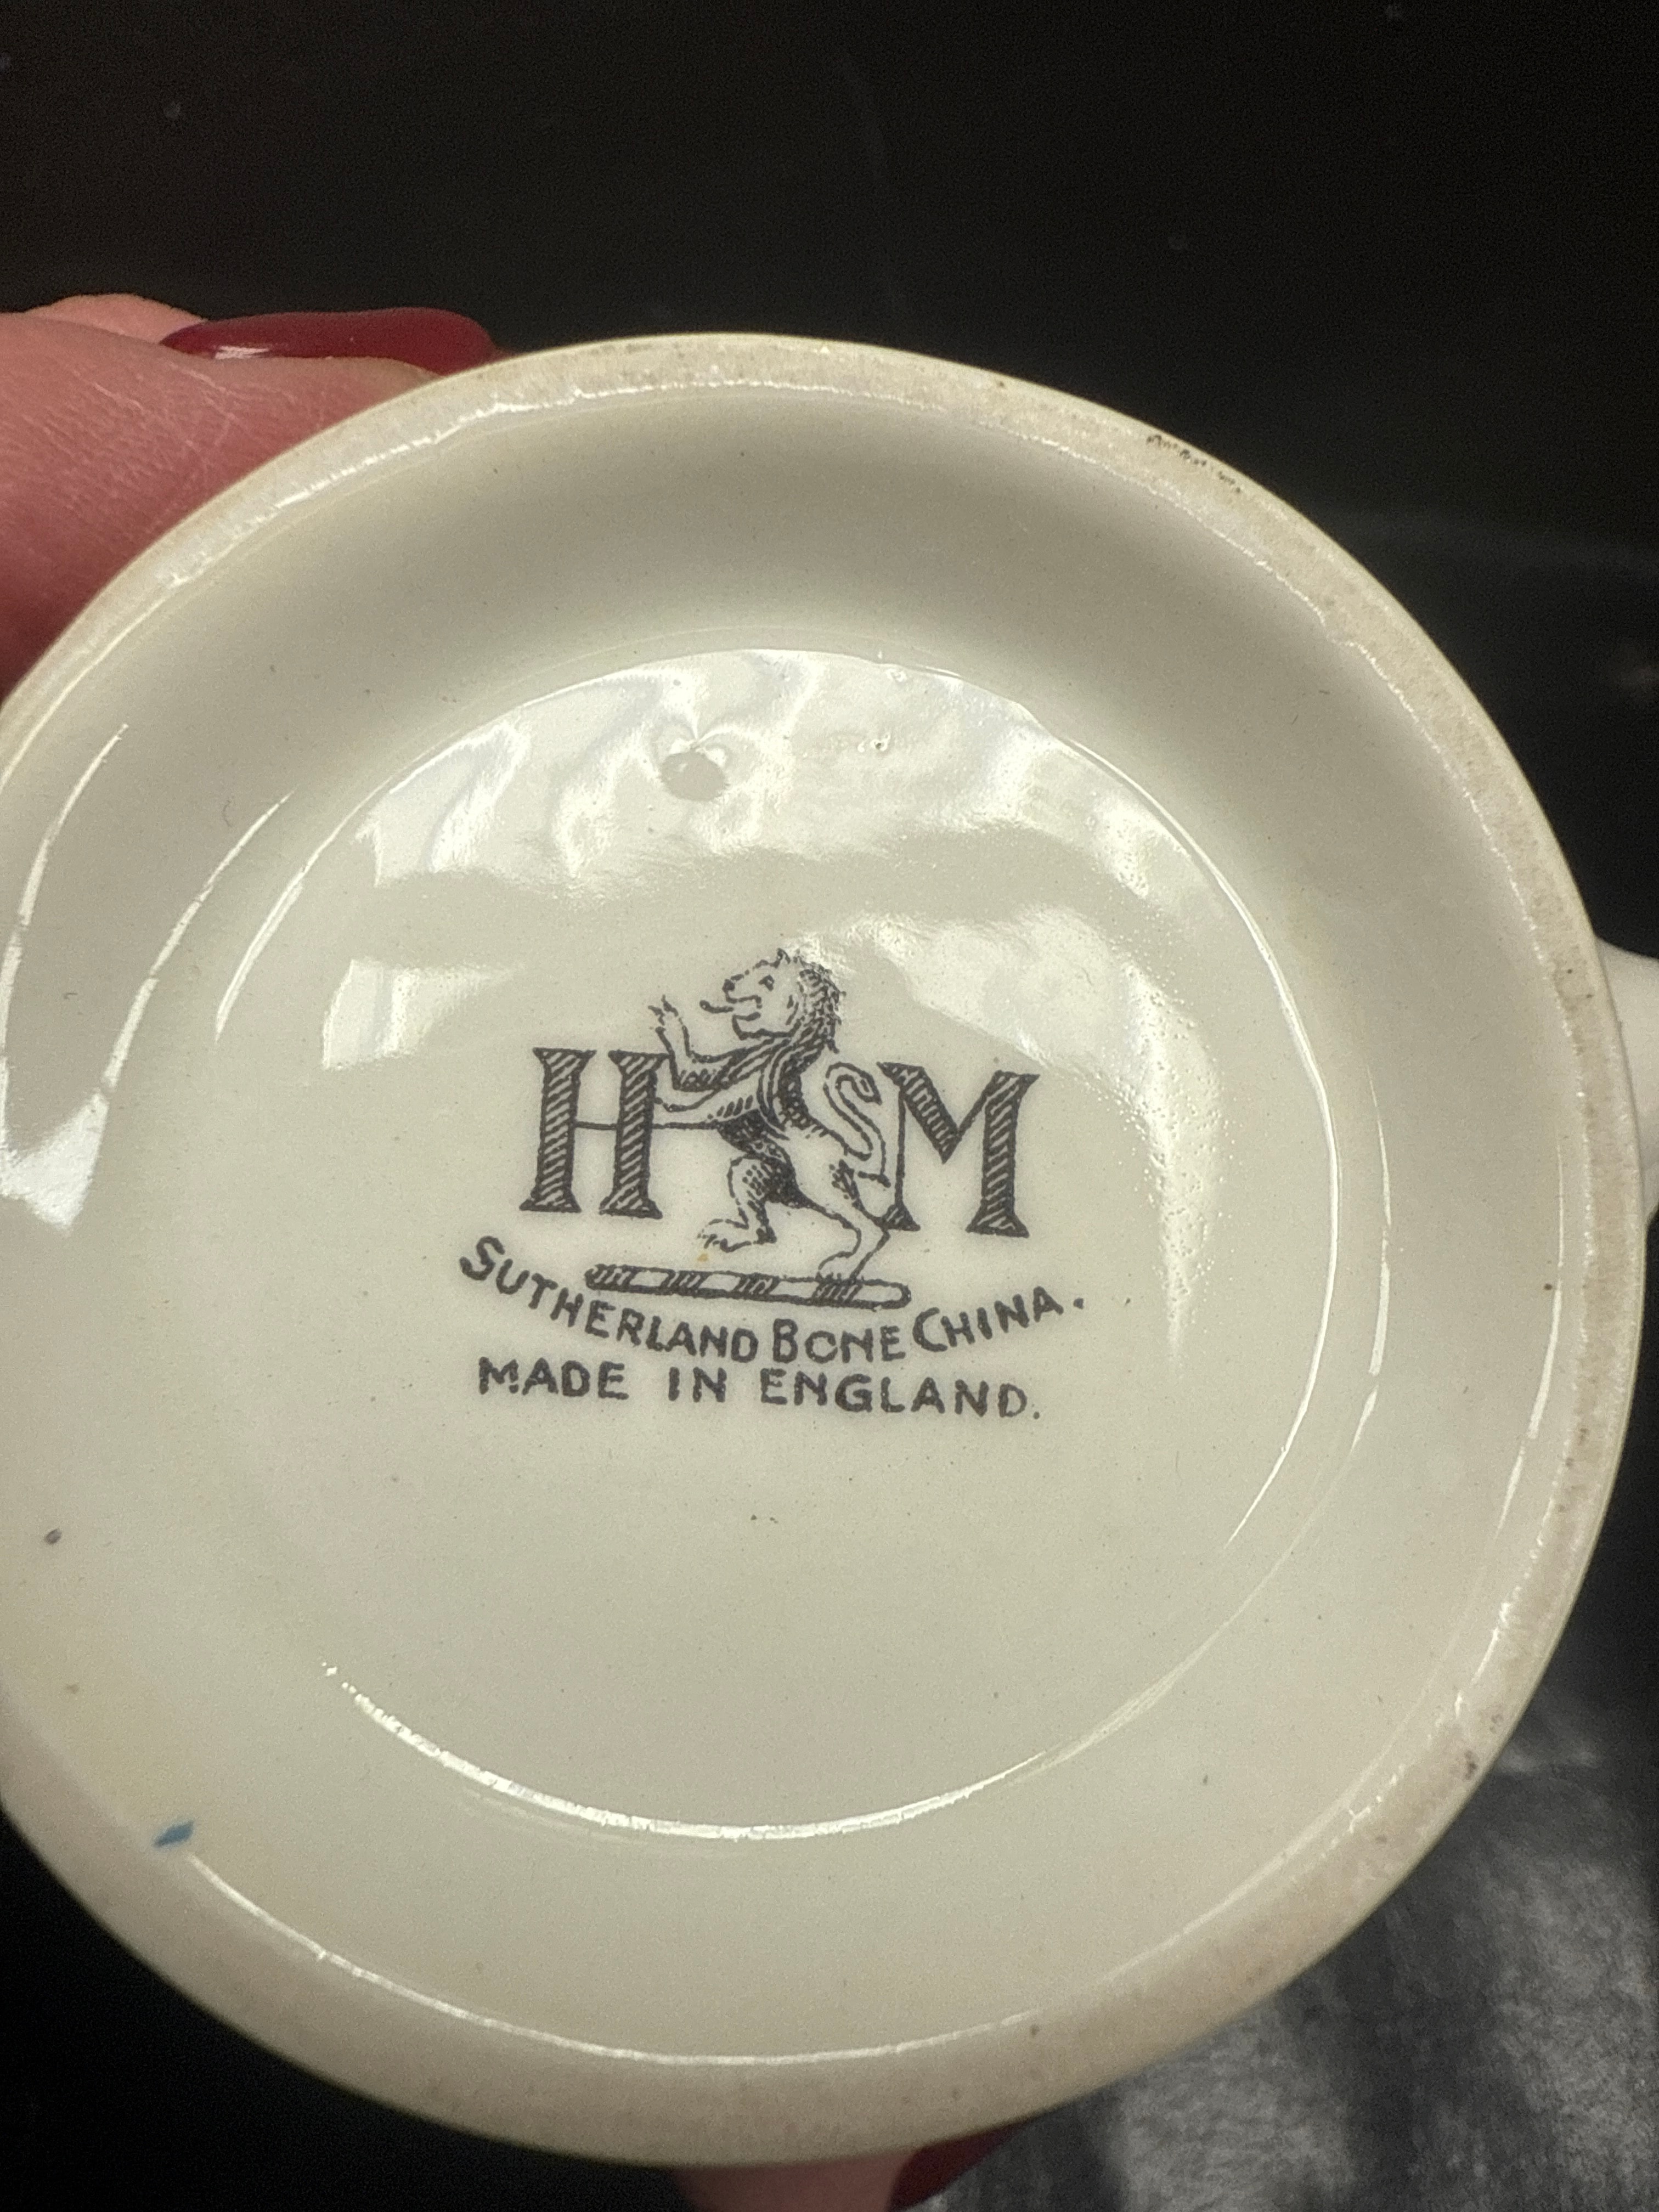 H M
SUTHERLAND BONE CHINA.
MADE IN ENGLAND.